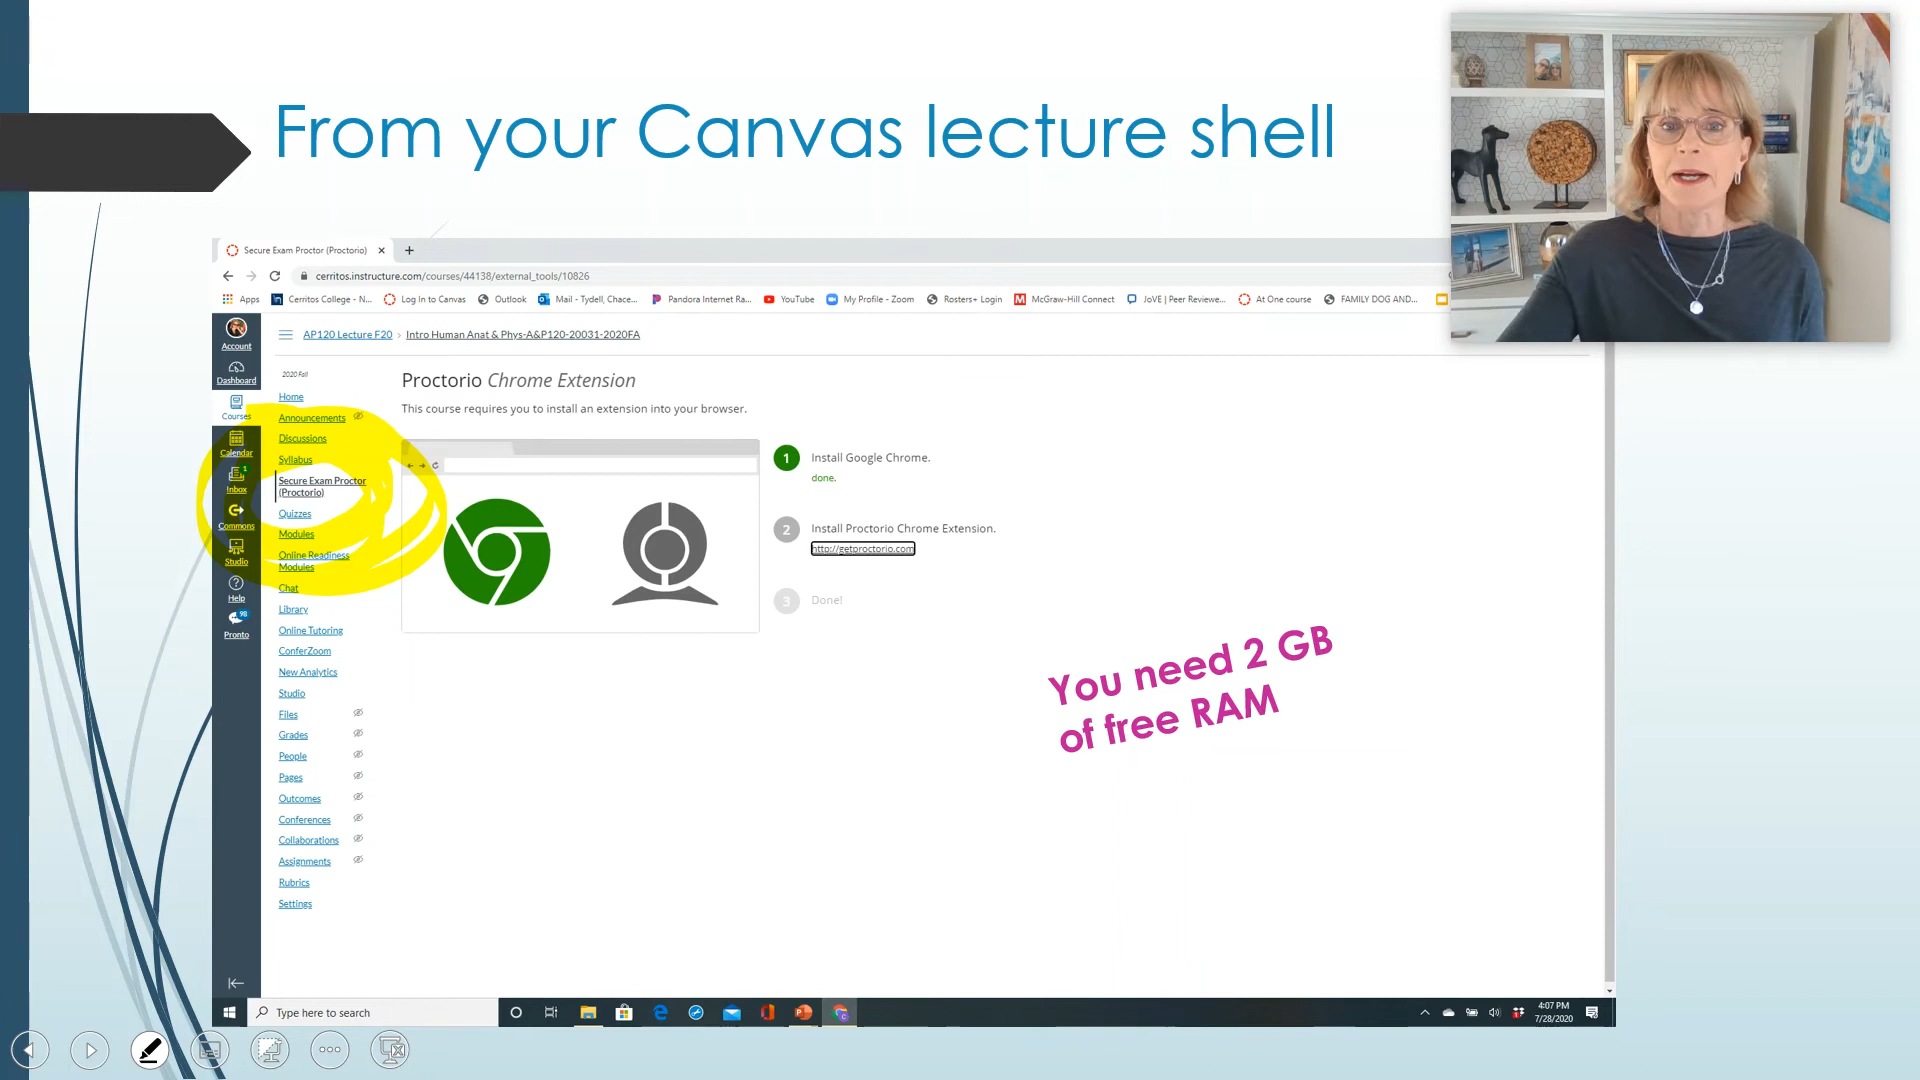 From your Canvas lecture shell
Secure Exam Proctor (Proctorio)
cerritos.instructure.com/courses/44138/external_tools/10826
Apps Cerritos College - N... Log In to Canvas Outlook Mail - Tydell, Chace... Pandora Internet Ra... YouTube My Profile - Zoom Rosters+ Login McGraw-Hill Connect JoVE | Peer Reviewe... At One course FAMILY DOG AND...
Account
Dashboard
Courses
Calendar
1
Inbox
Commons
Studio
Help
98
Pronto
AP120 Lecture F20 › Intro Human Anat & Phys-A&P120-20031-2020FA
2020 Fall
Home
Announcements
Discussions
Syllabus
Secure Exam Proctor
(Proctorio)
Quizzes
Modules
Online Readiness
Modules
Chat
Library
Online Tutoring
ConferZoom
New Analytics
Studio
Files
Grades
People
Pages
Outcomes
Conferences
Collaborations
Assignments
Rubrics
Settings
Proctorio Chrome Extension
This course requires you to install an extension into your browser.
1 Install Google Chrome.
done.
2 Install Proctorio Chrome Extension.
http://getproctorio.com
3 Done!
You need 2 GB
of free RAM
Type here to search
4:07 PM
7/28/2020